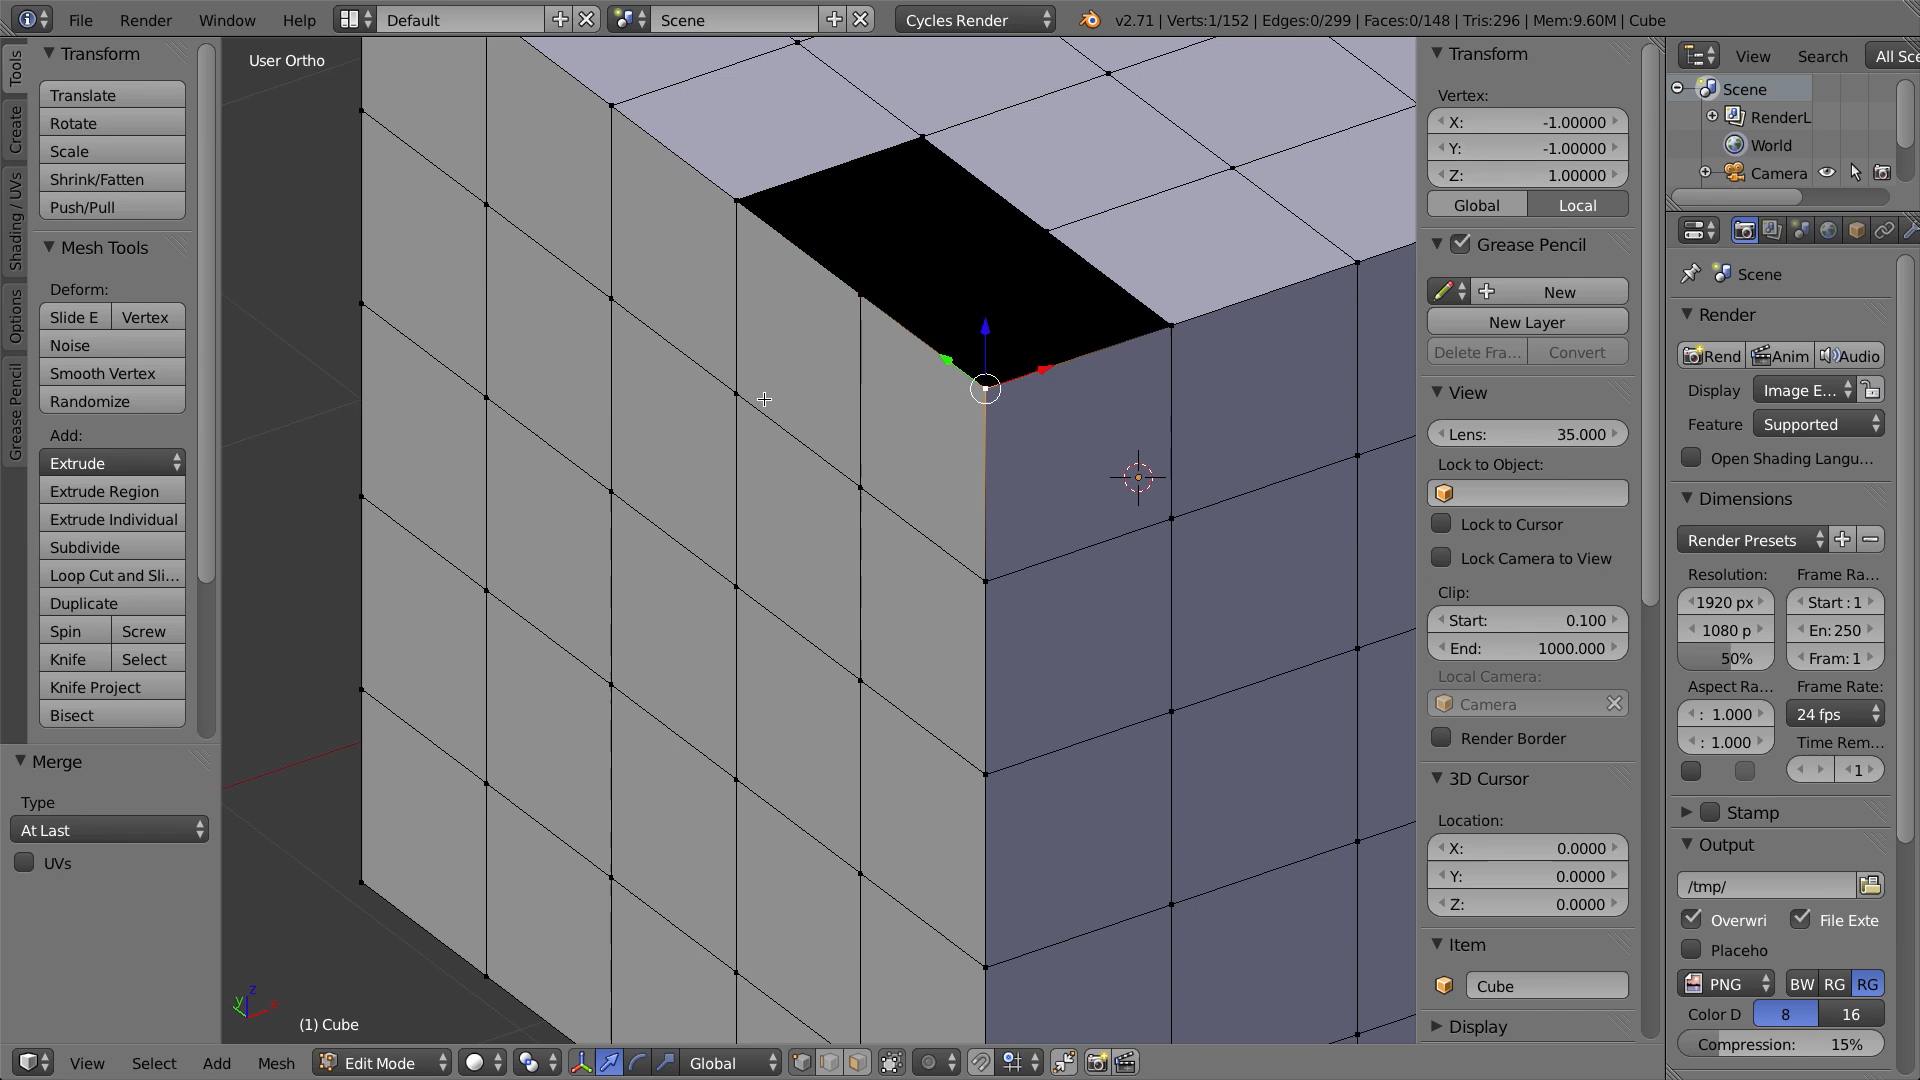 File Render Window Help Default Scene Cycles Render v2.71 | Verts:1/152 | Edges:0/299 | Faces:0/148 | Tris:296 | Mem:9.60M | Cube
Tools
Create
Shading / UVs
Options
Grease Pencil
Transform
Translate
Rotate
Scale
Shrink/Fatten
Push/Pull
Mesh Tools
Deform:
Slide E Vertex
Noise
Smooth Vertex
Randomize
Add:
Extrude
Extrude Region
Extrude Individual
Subdivide
Loop Cut and Sli...
Duplicate
Spin Screw
Knife Select
Knife Project
Bisect
Merge
Type
At Last
UVs
User Ortho
z
y x
(1) Cube
View Select Add Mesh Edit Mode Global
Transform
Vertex:
X: -1.00000
Y: -1.00000
Z: 1.00000
Global Local
Grease Pencil
New
New Layer
Delete Fra... Convert
View
Lens: 35.000
Lock to Object:
Lock to Cursor
Lock Camera to View
Clip:
Start: 0.100
End: 1000.000
Local Camera:
Camera
Render Border
3D Cursor
Location:
X: 0.0000
Y: 0.0000
Z: 0.0000
Item
Cube
Display
View Search All Sce
Scene
RenderL
World
Camera
Scene
Render
Rend Anim Audio
Display Image E...
Feature Supported
Open Shading Langu...
Dimensions
Render Presets
Resolution: Frame Ra...
1920 px Start : 1
1080 p En: 250
50% Fram: 1
Aspect Ra... Frame Rate:
: 1.000 24 fps
: 1.000 Time Rem...
1
Stamp
Output
/tmp/
Overwri File Exte
Placeho
PNG BW RG RG
Color D 8 16
Compression: 15%